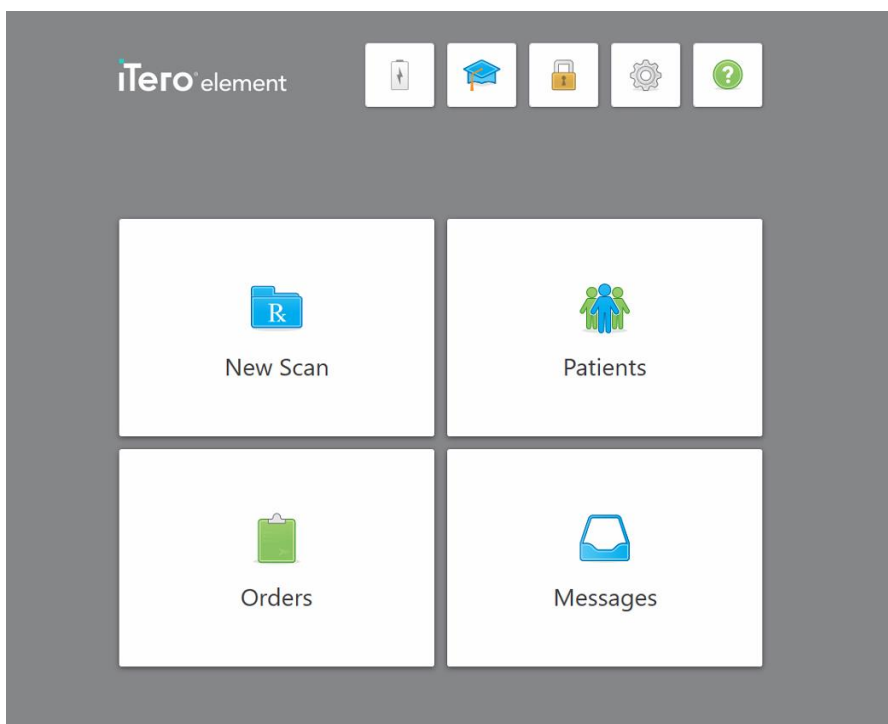 iTero element
?
℞
New Scan
Patients
Orders
Messages